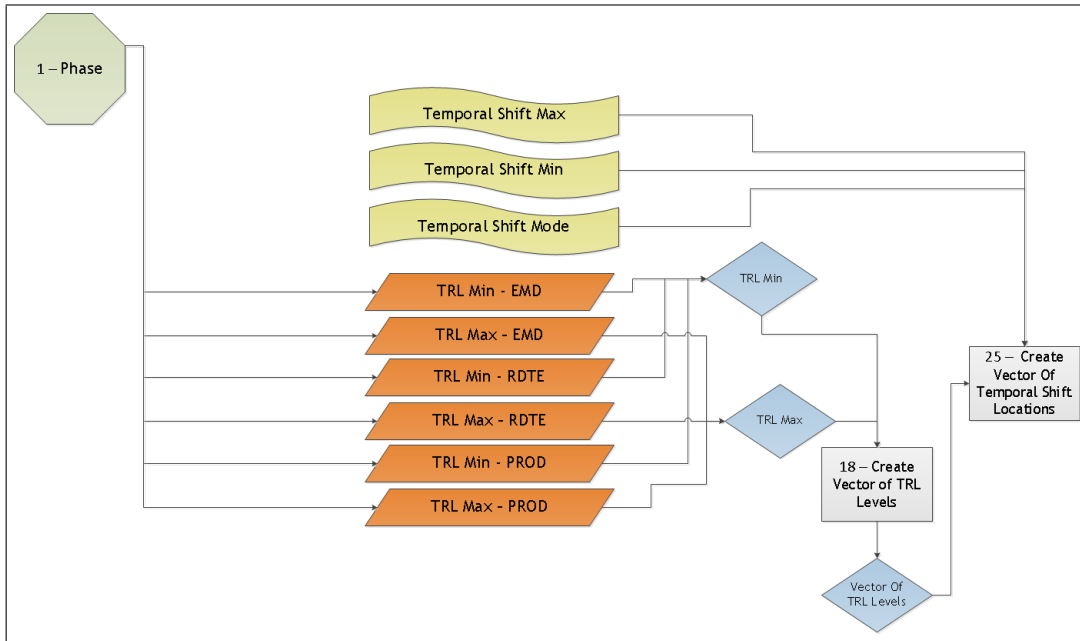 1 – Phase
Temporal Shift Max
Temporal Shift Min
Temporal Shift Mode
TRL Min - EMD
TRL Max - EMD
TRL Min - RDTE
TRL Max - RDTE
TRL Min - PROD
TRL Max - PROD
TRL Min
TRL Max
18 – Create
Vector of TRL
Levels
Vector Of
TRL Levels
25 – Create
Vector Of
Temporal Shift
Locations